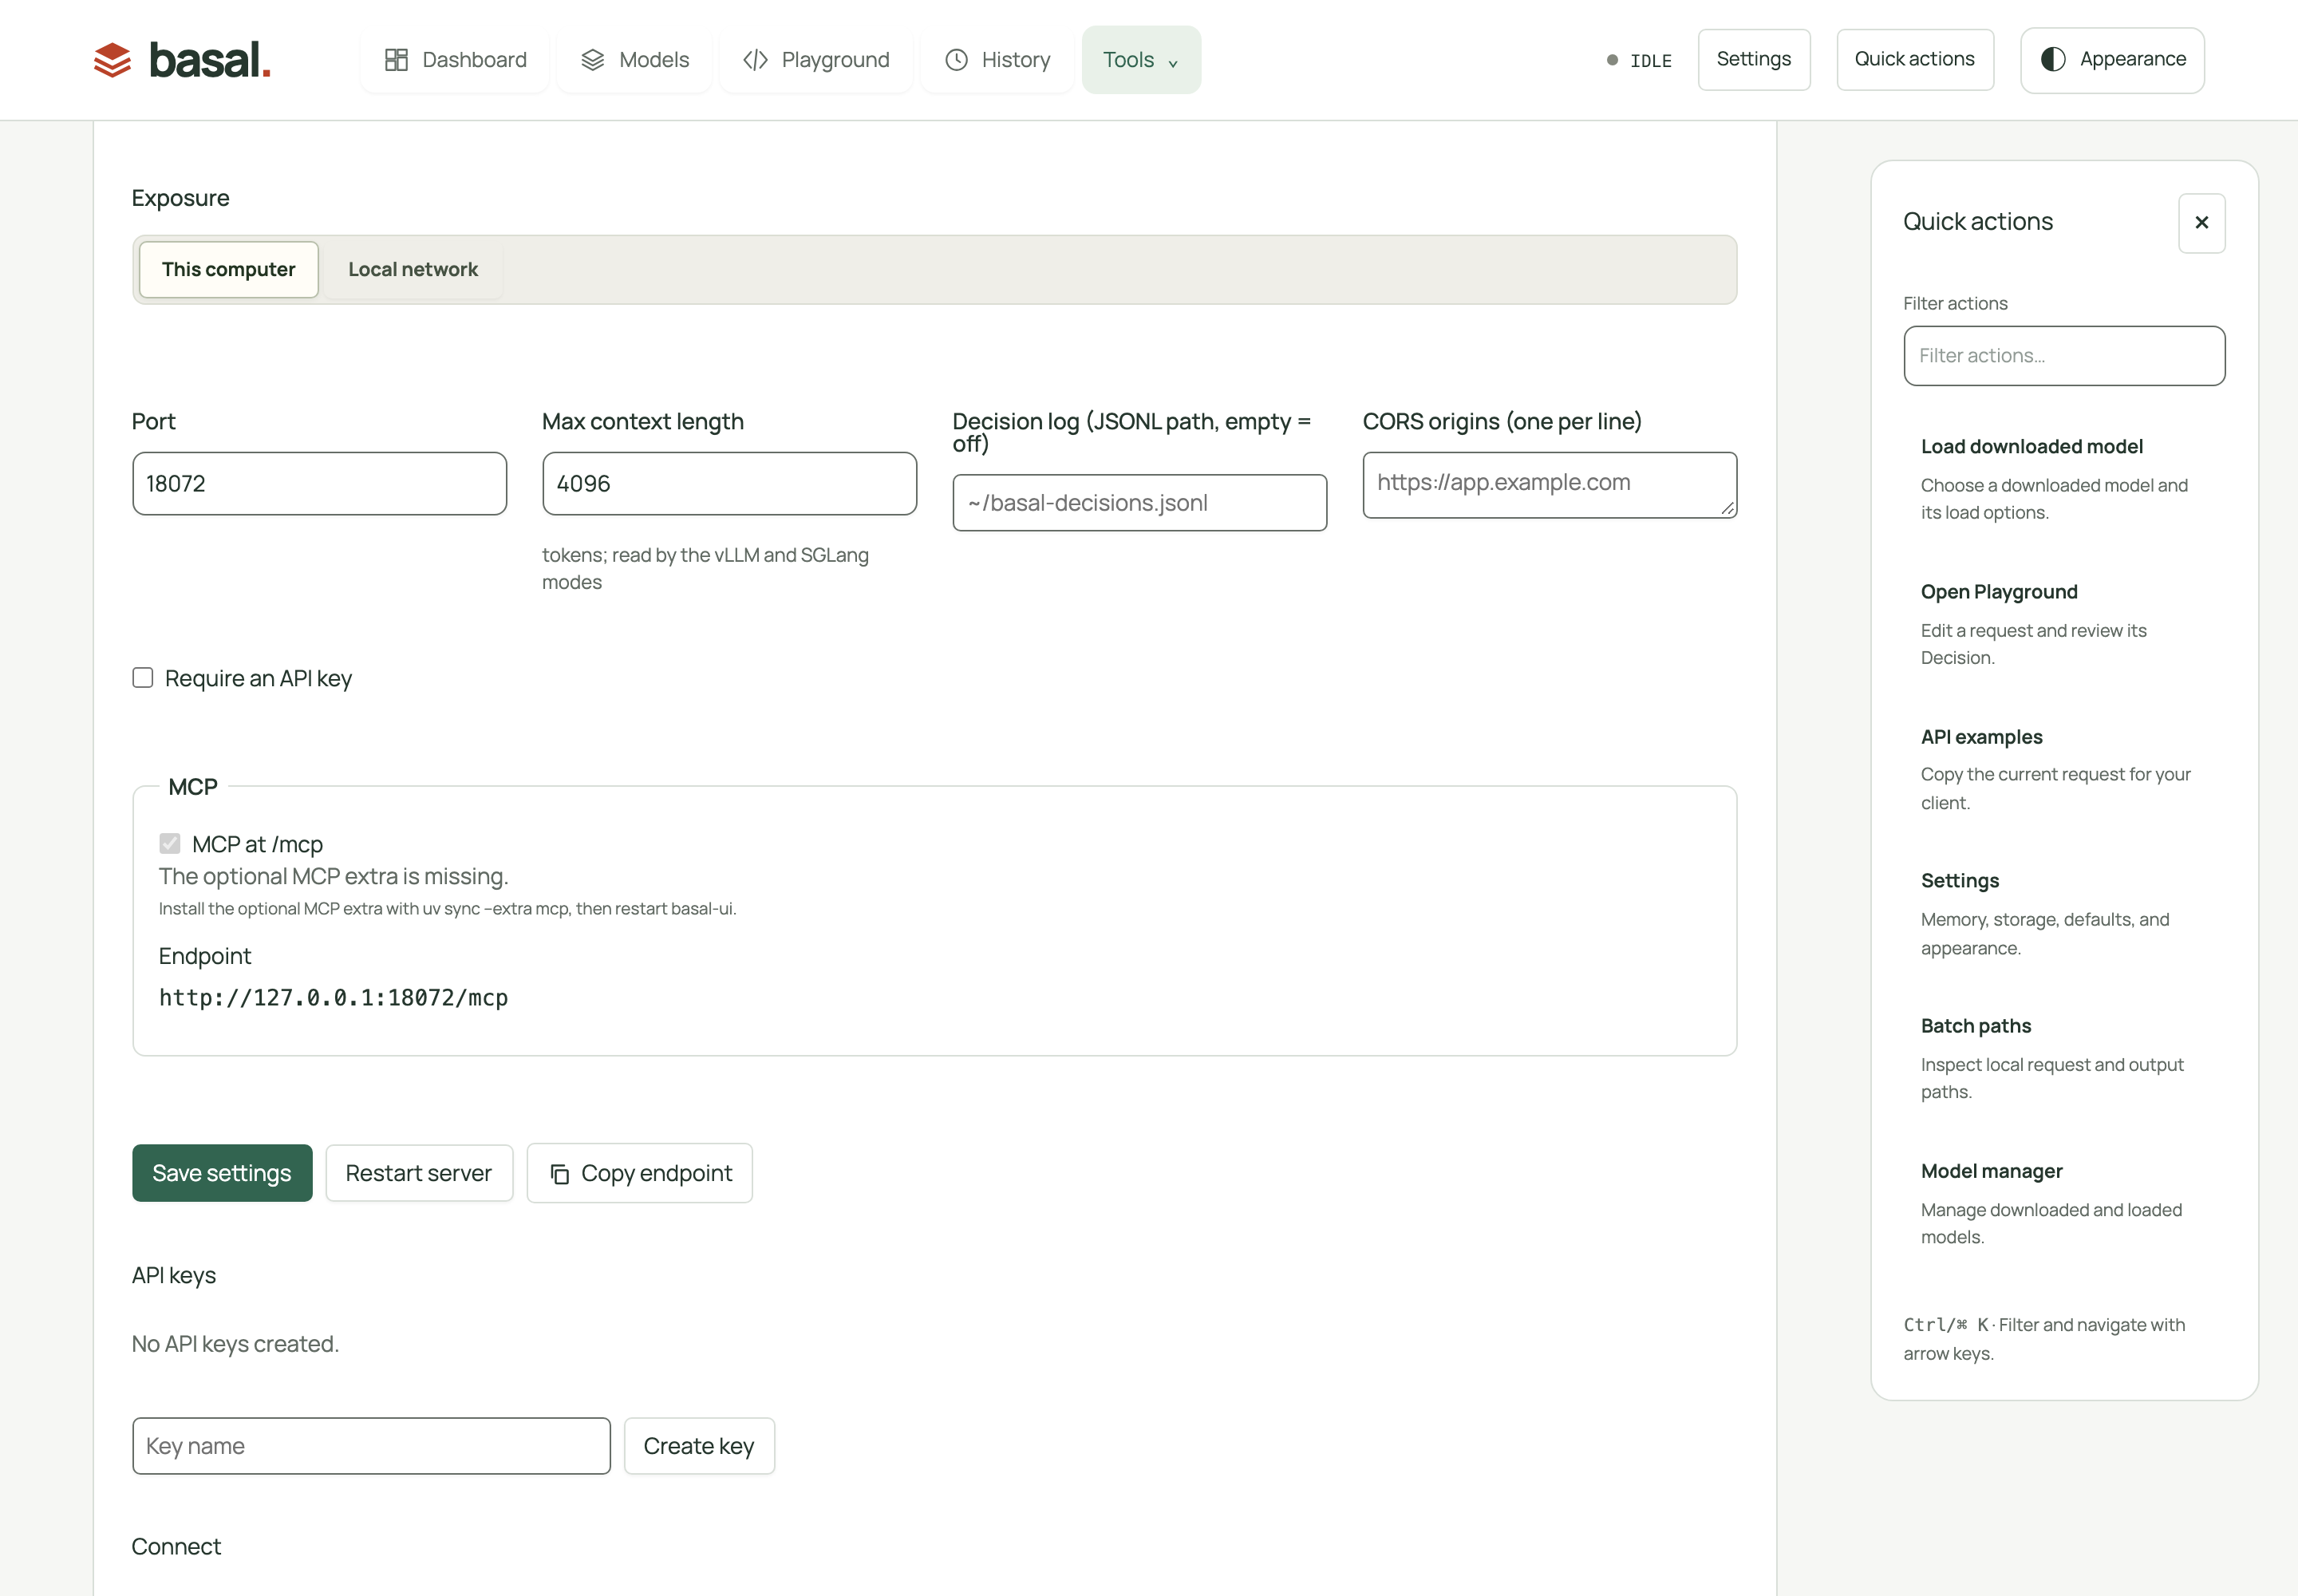 basal.
Dashboard
Models
Playground
History
Tools
IDLE
Settings
Quick actions
Appearance
Exposure
This computer
Local network
Port
18072
Max context length
4096
tokens; read by the vLLM and SGLang
modes
Decision log (JSONL path, empty =
off)
~/basal-decisions.jsonl
CORS origins (one per line)
https://app.example.com
Require an API key
MCP
MCP at /mcp
The optional MCP extra is missing.
Install the optional MCP extra with uv sync –extra mcp, then restart basal-ui.
Endpoint
http://127.0.0.1:18072/mcp
Save settings
Restart server
Copy endpoint
API keys
No API keys created.
Key name
Create key
Connect
Quick actions
×
Filter actions
Filter actions…
Load downloaded model
Choose a downloaded model and
its load options.
Open Playground
Edit a request and review its
Decision.
API examples
Copy the current request for your
client.
Settings
Memory, storage, defaults, and
appearance.
Batch paths
Inspect local request and output
paths.
Model manager
Manage downloaded and loaded
models.
Ctrl/⌘ K · Filter and navigate with
arrow keys.